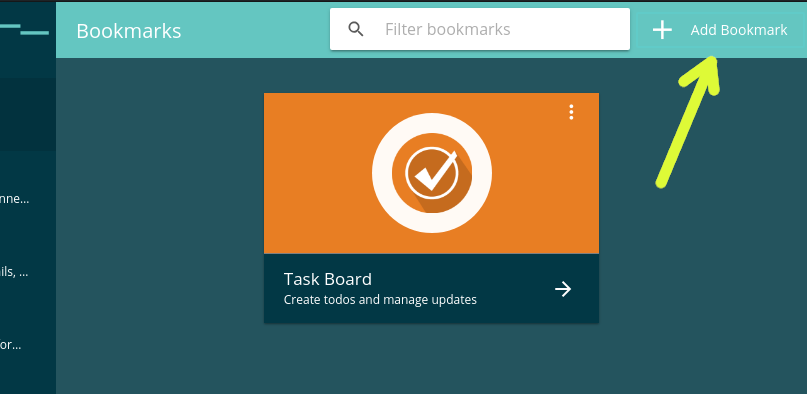 Bookmarks
Filter bookmarks
Add Bookmark
nne...
ils, ...
or...
Task Board
Create todos and manage updates